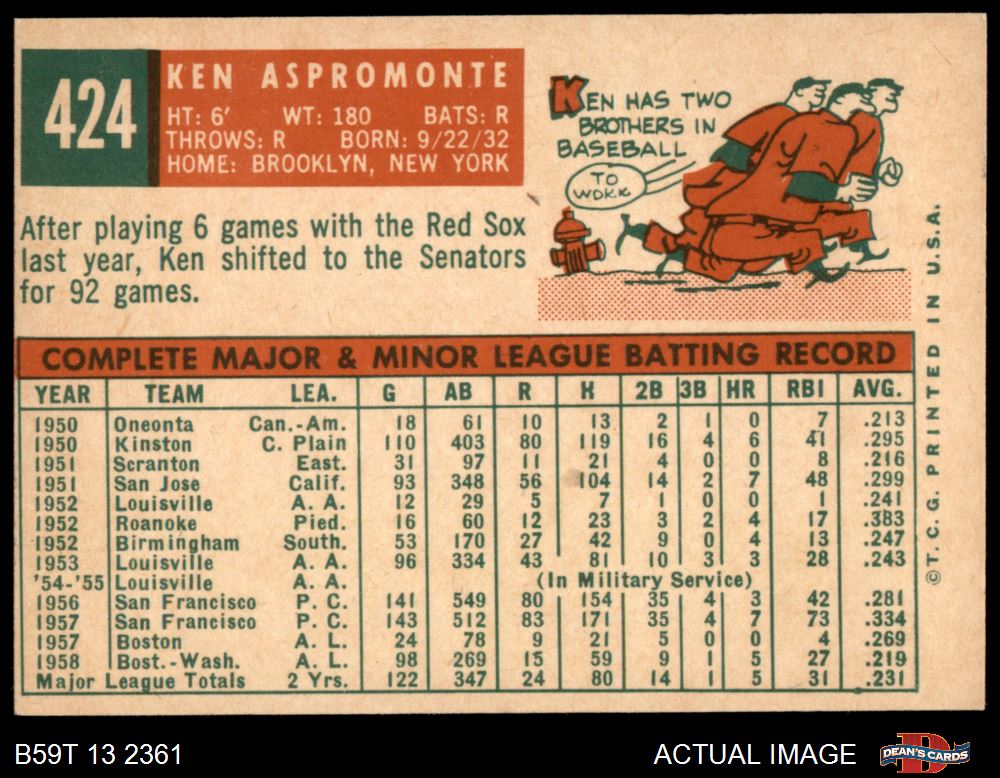 424
KEN ASPROMONTE
HT: 6' WT: 180 BATS: R
THROWS: R BORN: 9/22/32
HOME: BROOKLYN, NEW YORK
After playing 6 games with the Red Sox
last year, Ken shifted to the Senators
for 92 games.
KEN HAS TWO
BROTHERS IN
BASEBALL
TO
WORK
©T. C. G. PRINTED IN U.S.A.
COMPLETE MAJOR & MINOR LEAGUE BATTING RECORD
YEAR TEAM LEA. G AB R H 2B 3B HR RBI AVG.
1950 Oneonta Can.-Am. 18 61 10 13 2 1 0 7 .213
1950 Kinston C. Plain 110 403 80 119 16 4 6 41 .295
1951 Scranton East. 31 97 11 21 4 0 0 8 .216
1951 San Jose Calif. 93 348 56 104 14 2 7 48 .299
1952 Louisville A. A. 12 29 5 7 1 0 0 1 .241
1952 Roanoke Pied. 16 60 12 23 3 2 4 17 .383
1952 Birmingham South. 53 170 27 42 9 0 4 13 .247
1953 Louisville A. A. 96 334 43 81 10 3 3 28 .243
'54-'55 Louisville A. A. (In Military Service)
1956 San Francisco P. C. 141 549 80 154 35 4 3 42 .281
1957 San Francisco P. C. 143 512 83 171 35 4 7 73 .334
1957 Boston A. L. 24 78 9 21 5 0 0 4 .269
1958 Bost.-Wash. A. L. 98 269 15 59 9 1 5 27 .219
Major League Totals 2 Yrs. 122 347 24 80 14 1 5 31 .231
B59T 13 2361
ACTUAL IMAGE
D
DEAN'S CARDS